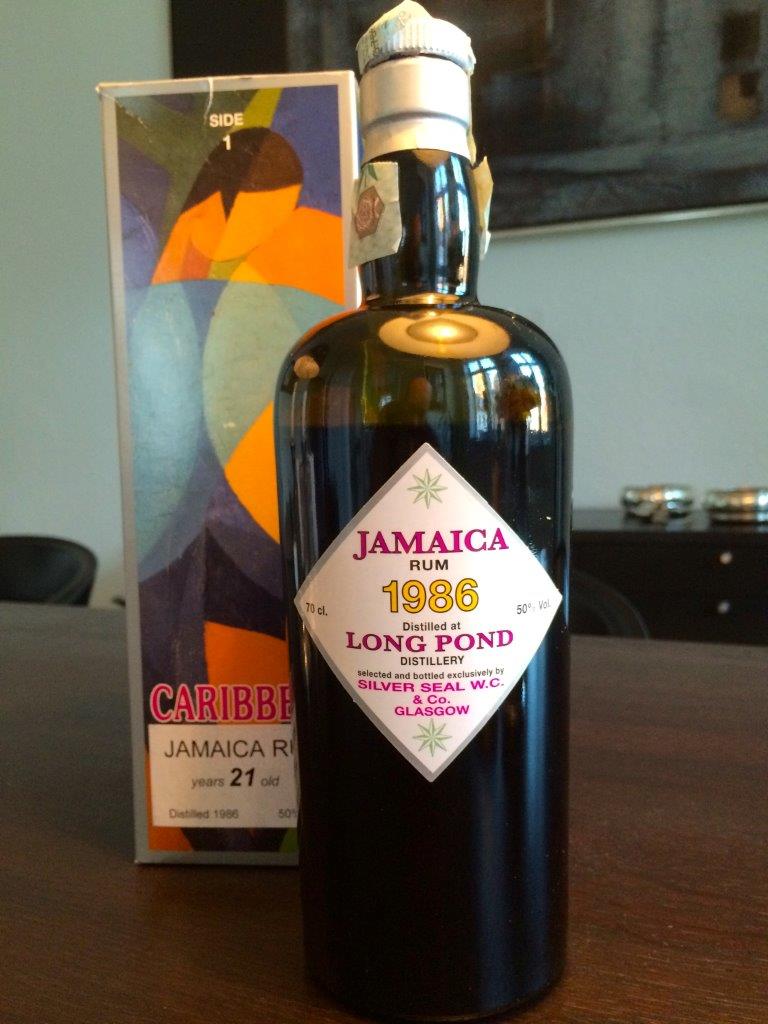 SIDE
1
CARIBBE
JAMAICA RU
years 21 old
Distilled 1986 50%
JAMAICA
RUM
1986
70 cl. 50% Vol.
Distilled at
LONG POND
DISTILLERY
selected and bottled exclusively by
SILVER SEAL W.C.
& Co.
GLASGOW